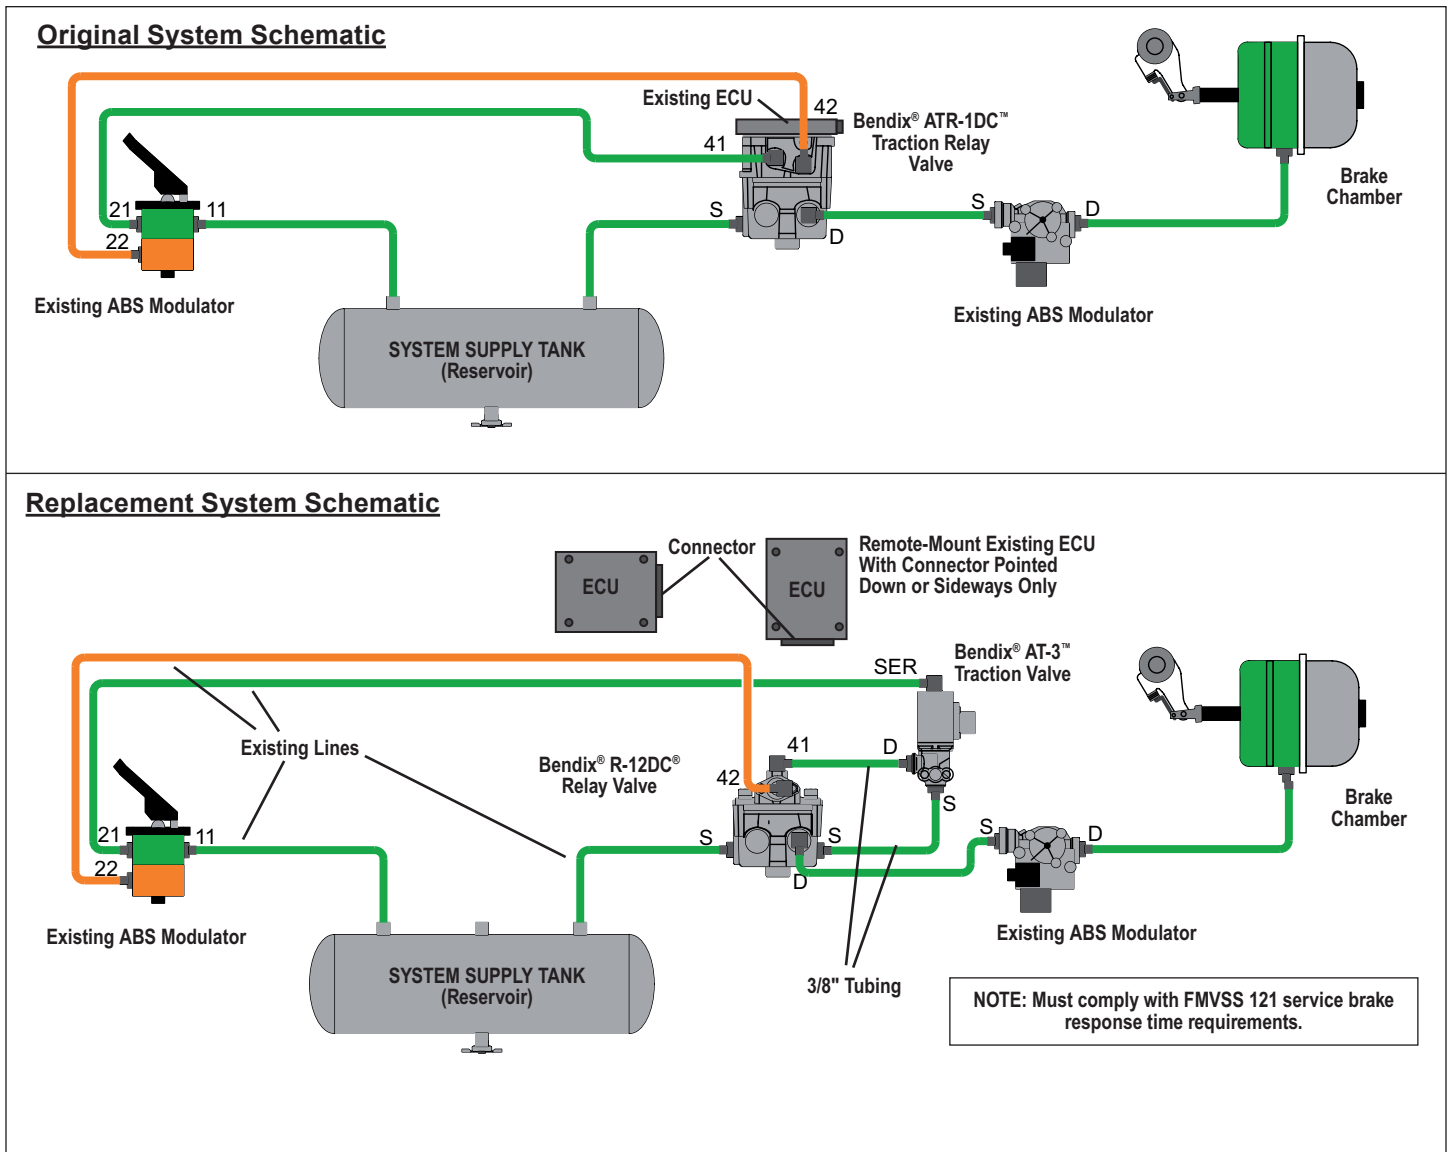 Original System Schematic
Existing ECU
42
Bendix® ATR-1DC™
Traction Relay
Valve
41
Brake
Chamber
21
11
S
S
D
22
D
Existing ABS Modulator
Existing ABS Modulator
SYSTEM SUPPLY TANK
(Reservoir)
Replacement System Schematic
Connector
Remote-Mount Existing ECU
With Connector Pointed
Down or Sideways Only
ECU
ECU
Bendix® AT-3™
Traction Valve
SER
Existing Lines
41
D
Bendix® R-12DC®
Relay Valve
42
S
Brake
Chamber
21
11
S
S
S
D
22
D
Existing ABS Modulator
Existing ABS Modulator
SYSTEM SUPPLY TANK
(Reservoir)
3/8" Tubing
NOTE: Must comply with FMVSS 121 service brake
response time requirements.